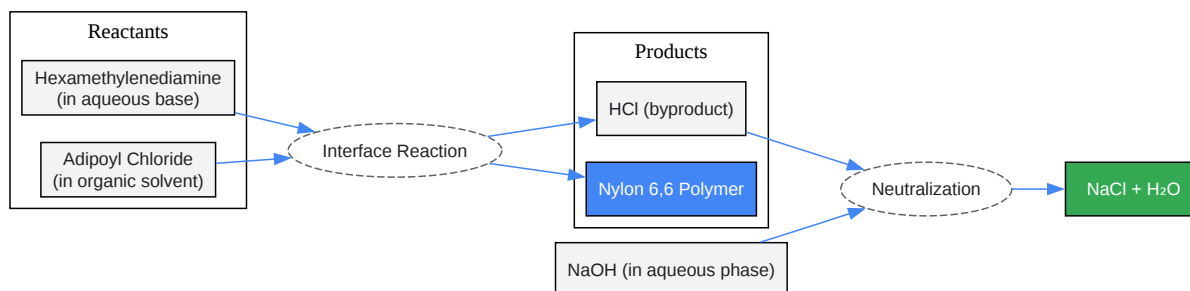 Reactants
Hexamethylenediamine
(in aqueous base)
Adipoyl Chloride
(in organic solvent)
Interface Reaction
Products
HCl (byproduct)
Nylon 6,6 Polymer
NaOH (in aqueous phase)
Neutralization
NaCl + H₂O